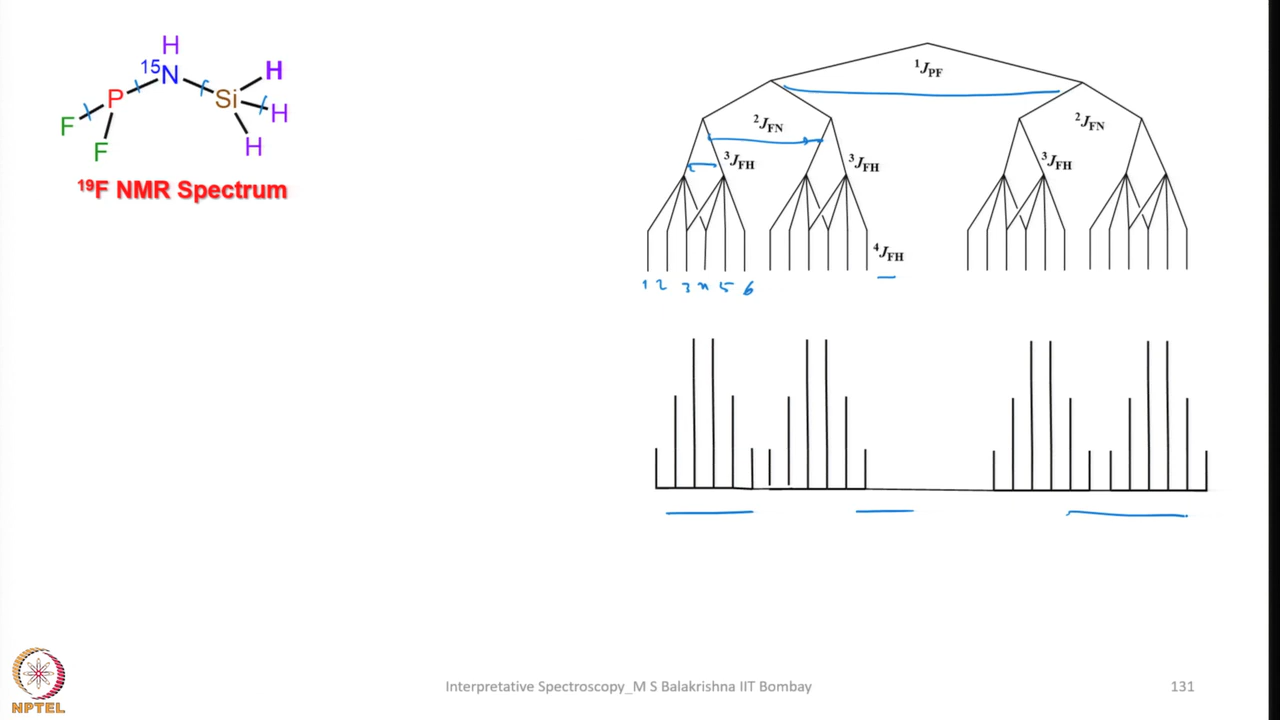 H
15N
H
P
Si
H
F
H
F
19F NMR Spectrum
1JPF
2JFN
2JFN
3JFH
3JFH
3JFH
4JFH
1 2 3 4 5 6
NPTEL
Interpretative Spectroscopy_M S Balakrishna IIT Bombay
131